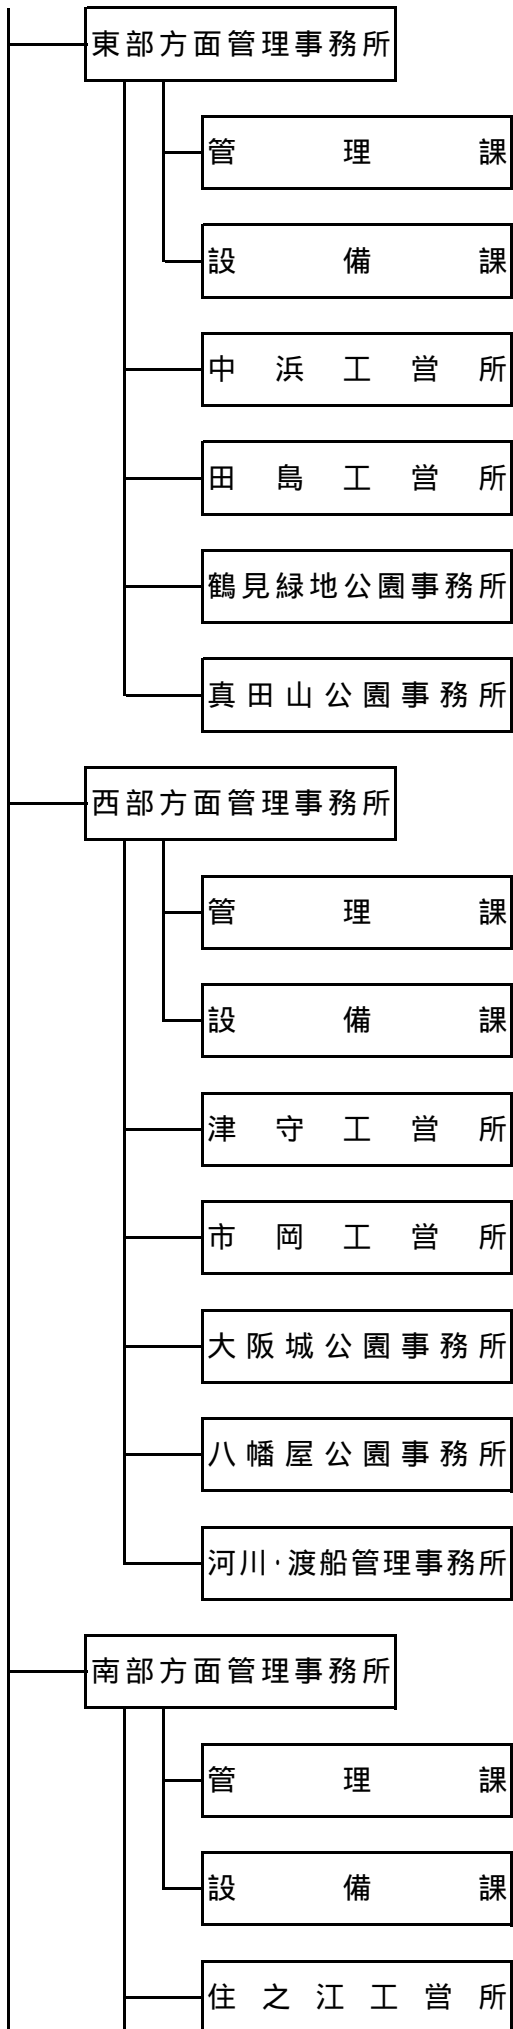 東部方面管理事務所
管理課
設備課
中浜工営所
田島工営所
鶴見緑地公園事務所
真田山公園事務所
西部方面管理事務所
管理課
設備課
津守工営所
市岡工営所
大阪城公園事務所
八幡屋公園事務所
河川・渡船管理事務所
南部方面管理事務所
管理課
設備課
住之江工営所